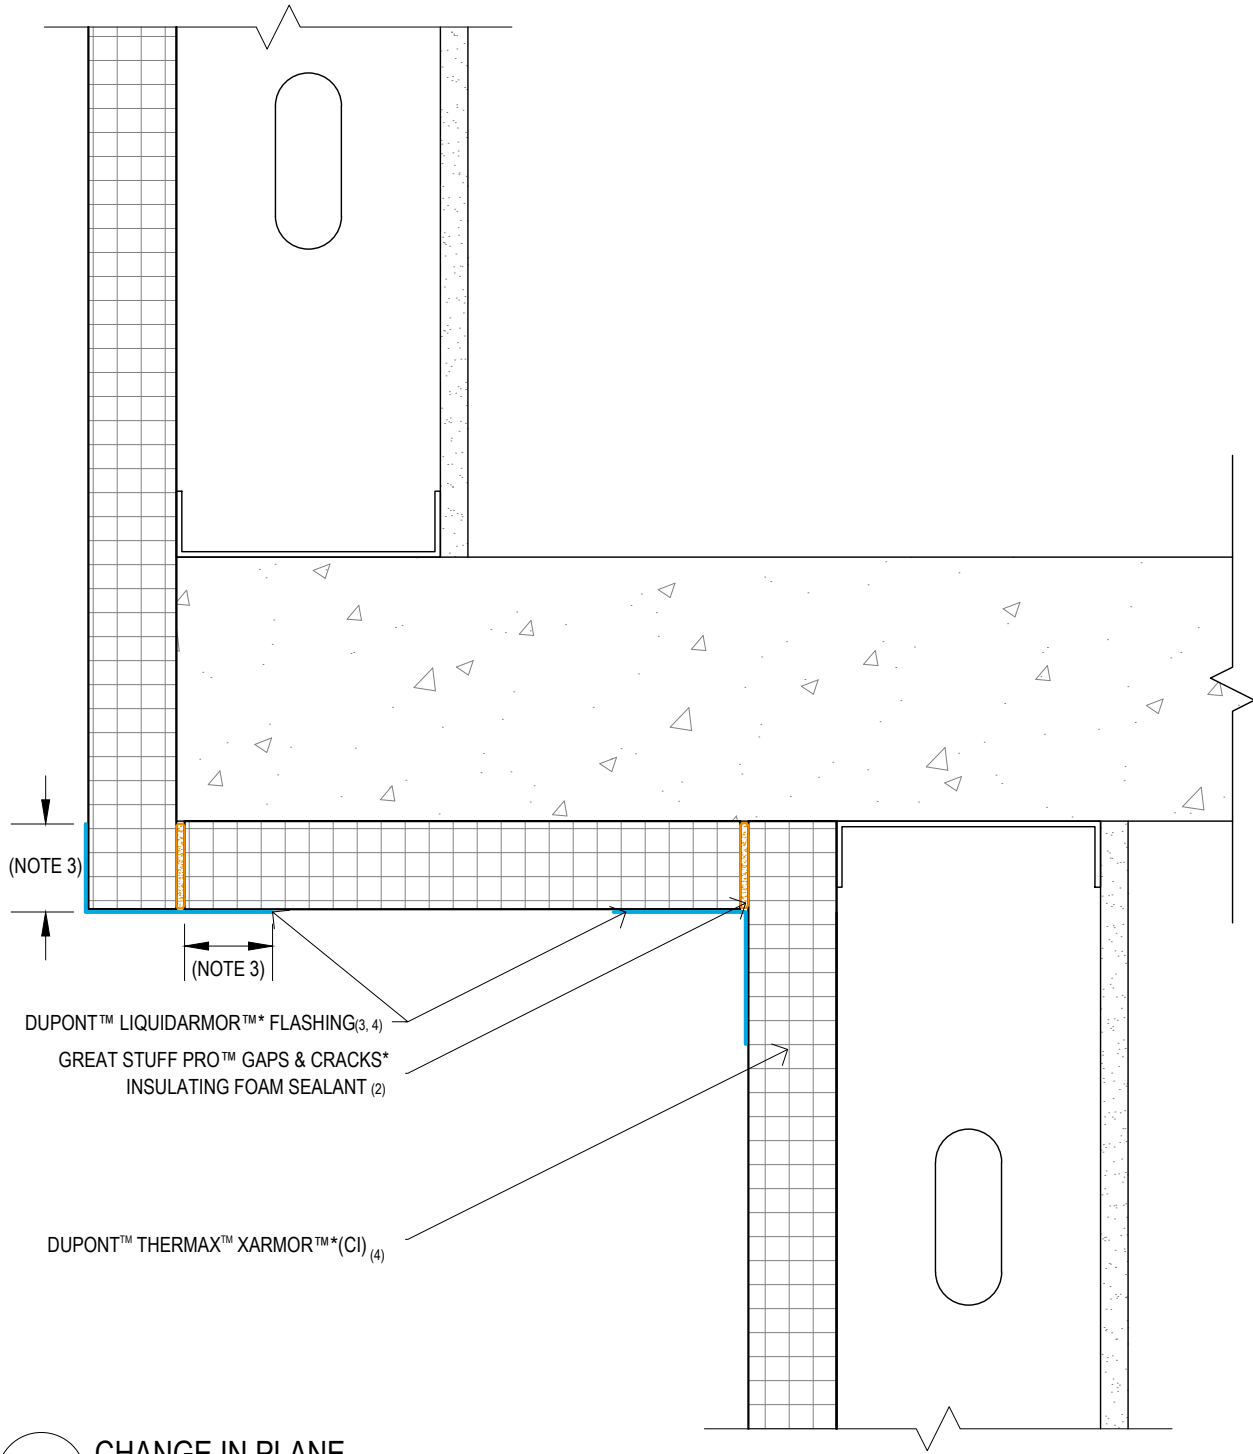 (NOTE 3)
(NOTE 3)
DUPONT™ LIQUIDARMOR™* FLASHING(3, 4)
GREAT STUFF PRO™ GAPS & CRACKS*
INSULATING FOAM SEALANT (2)
DUPONT™ THERMAX™ XARMOR™*(CI) (4)
CHANGE IN PLANE